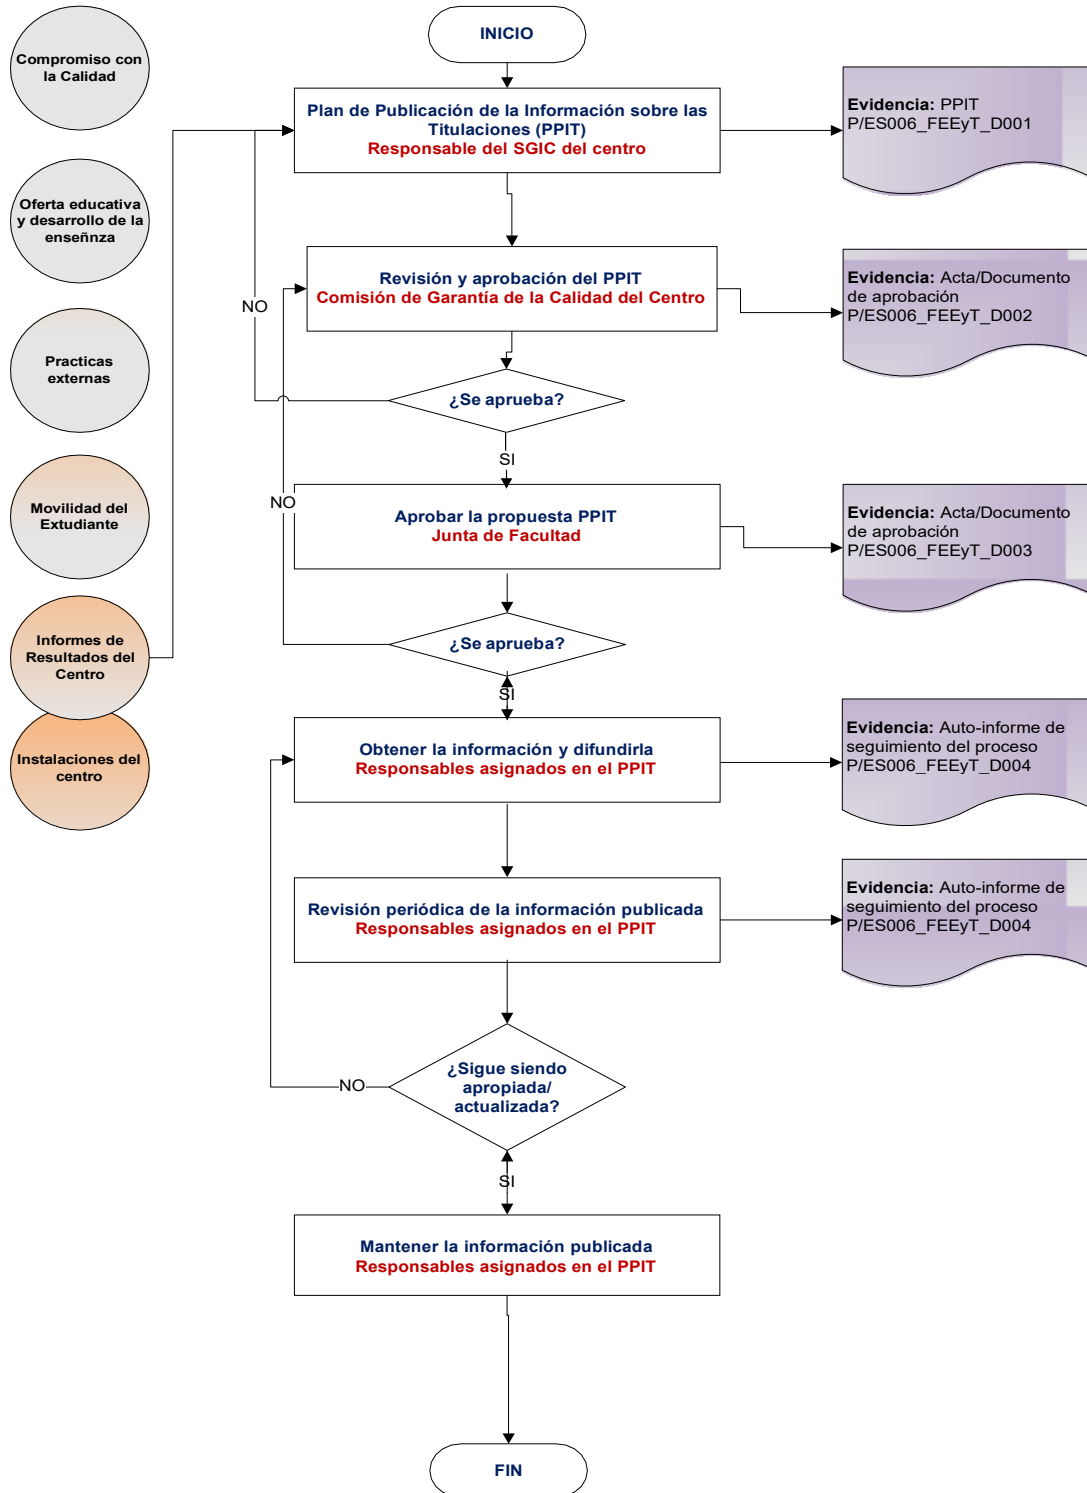 INICIO
Compromiso con
la Calidad
Plan de Publicación de la Información sobre las
Titulaciones (PPIT)
Responsable del SGIC del centro
Evidencia: PPIT
P/ES006_FEEyT_D001
Oferta educativa
y desarrollo de la
enseñnza
Revisión y aprobación del PPIT
Comisión de Garantía de la Calidad del Centro
Evidencia: Acta/Documento
de aprobación
P/ES006_FEEyT_D002
NO
Practicas
externas
¿Se aprueba?
SI
Movilidad del
Extudiante
NO
Aprobar la propuesta PPIT
Junta de Facultad
Evidencia: Acta/Documento
de aprobación
P/ES006_FEEyT_D003
Informes de
Resultados del
Centro
¿Se aprueba?
SI
Instalaciones del
centro
Obtener la información y difundirla
Responsables asignados en el PPIT
Evidencia: Auto-informe de
seguimiento del proceso
P/ES006_FEEyT_D004
Revisión periódica de la información publicada
Responsables asignados en el PPIT
Evidencia: Auto-informe de
seguimiento del proceso
P/ES006_FEEyT_D004
¿Sigue siendo
apropiada/
actualizada?
NO
SI
Mantener la información publicada
Responsables asignados en el PPIT
FIN